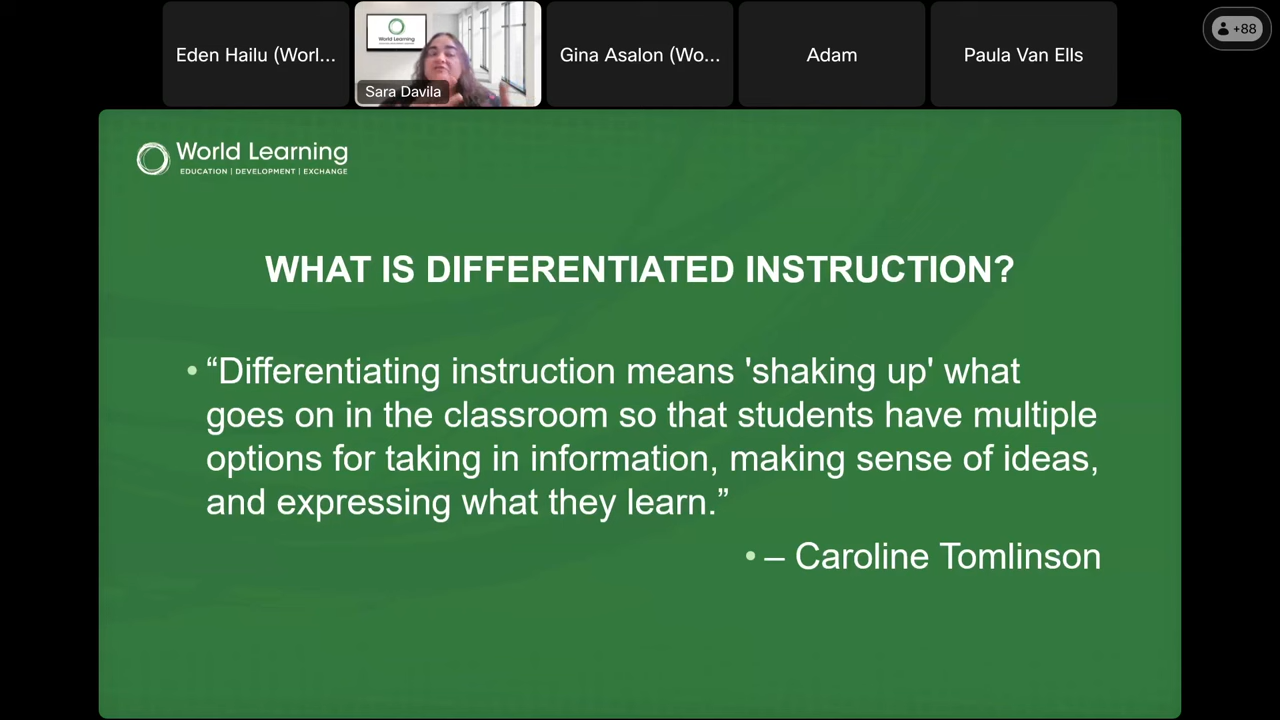 Eden Hailu (Worl...
World Learning
Sara Davila
Gina Asalon (Wo...
Adam
Paula Van Ells
+88
World Learning
EDUCATION | DEVELOPMENT | EXCHANGE
WHAT IS DIFFERENTIATED INSTRUCTION?
• “Differentiating instruction means 'shaking up' what
goes on in the classroom so that students have multiple
options for taking in information, making sense of ideas,
and expressing what they learn.”
• – Caroline Tomlinson